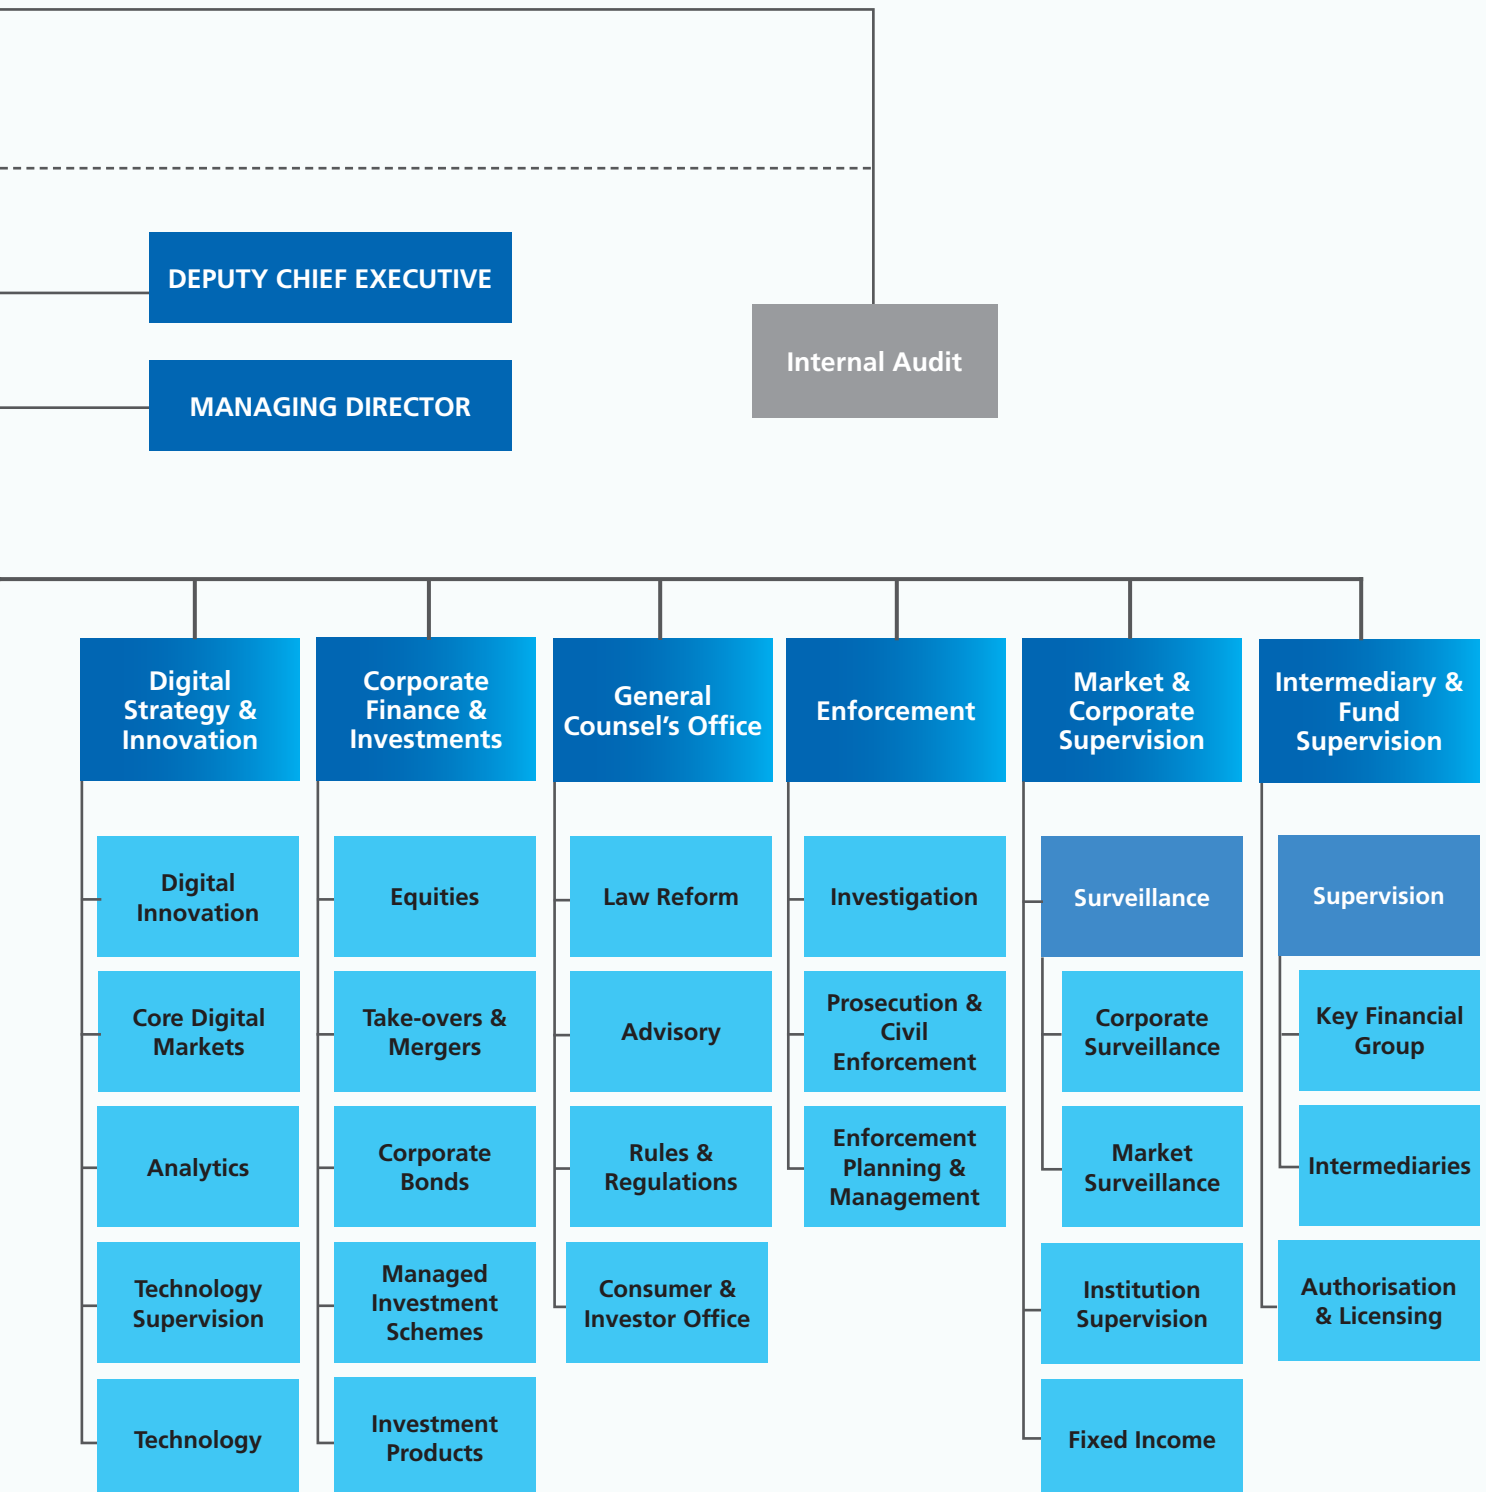 DEPUTY CHIEF EXECUTIVE
MANAGING DIRECTOR
Internal Audit
Digital
Strategy &
Innovation
Digital
Innovation
Core Digital
Markets
Analytics
Technology
Supervision
Technology
Corporate
Finance &
Investments
Equities
Take-overs &
Mergers
Corporate
Bonds
Managed
Investment
Schemes
Investment
Products
General
Counsel’s Office
Law Reform
Advisory
Rules &
Regulations
Consumer &
Investor Office
Enforcement
Investigation
Prosecution &
Civil
Enforcement
Enforcement
Planning &
Management
Market &
Corporate
Supervision
Surveillance
Corporate
Surveillance
Market
Surveillance
Institution
Supervision
Fixed Income
Intermediary &
Fund
Supervision
Supervision
Key Financial
Group
Intermediaries
Authorisation
& Licensing